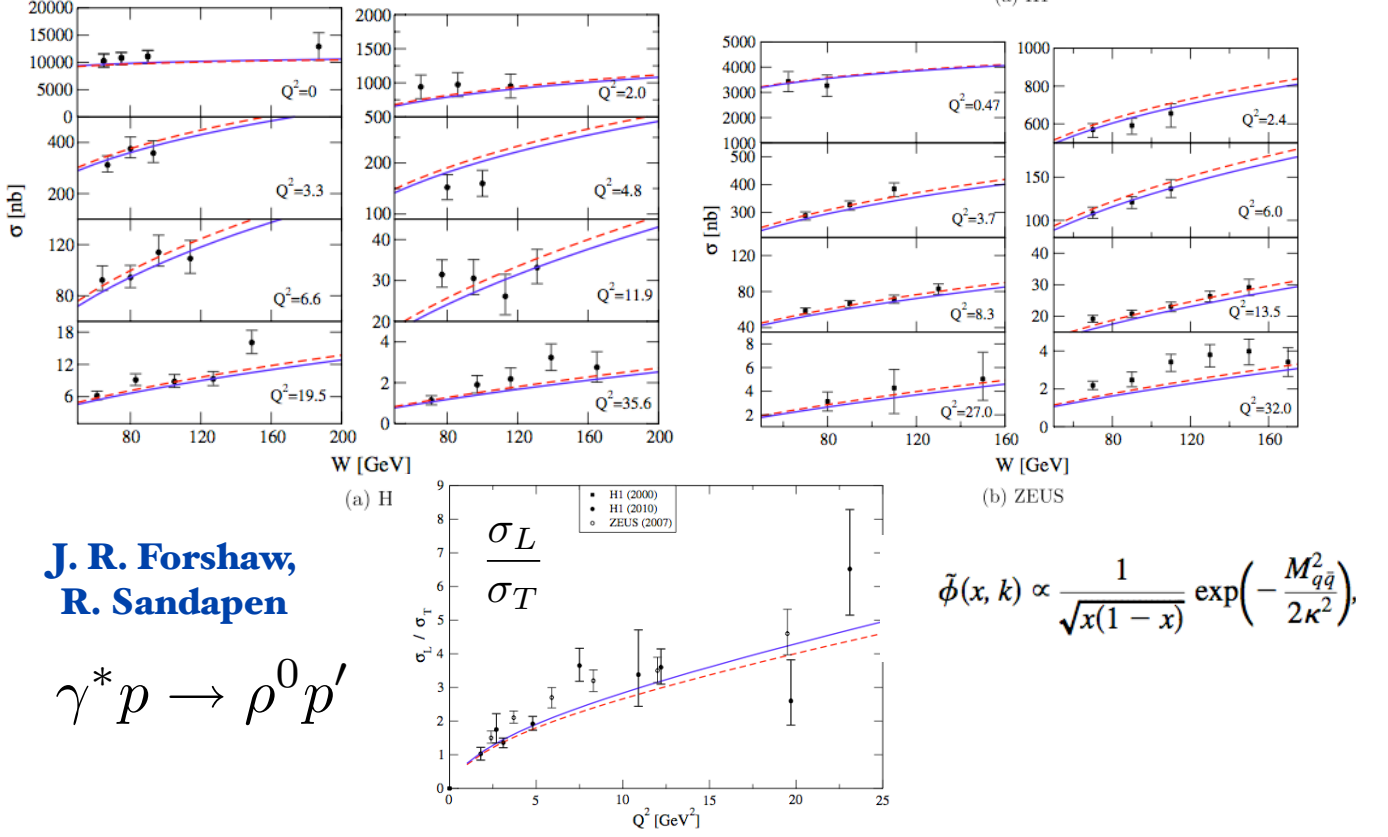 (a) H1
20000
15000
10000
5000
0
Q²=0
2000
1500
1000
500
Q²=2.0
400
200
Q²=3.3
500
200
100
Q²=4.8
120
80
Q²=6.6
40
30
20
Q²=11.9
18
12
6
Q²=19.5
4
2
0
Q²=35.6
σ [nb]
80 120 160 200
80 120 160 200
W [GeV]
(a) H
5000
4000
3000
2000
1000
Q²=0.47
1000
800
600
Q²=2.4
500
400
300
Q²=3.7
150
100
Q²=6.0
120
80
40
Q²=8.3
40
30
20
Q²=13.5
8
6
4
2
Q²=27.0
4
2
0
Q²=32.0
σ [nb]
80 120 160
80 120 160
W [GeV]
(b) ZEUS
J. R. Forshaw,
R. Sandapen
γ*p → ρ⁰p′
9
8
7
6
5
4
3
2
1
0
H1 (2000)
H1 (2010)
ZEUS (2007)
σ_L
σ_T
σ_L / σ_T
0 5 10 15 20 25
Q² [GeV²]
φ̃(x, k) ∝ 1/√x(1 − x) exp(−M²_qq̄/2κ²),